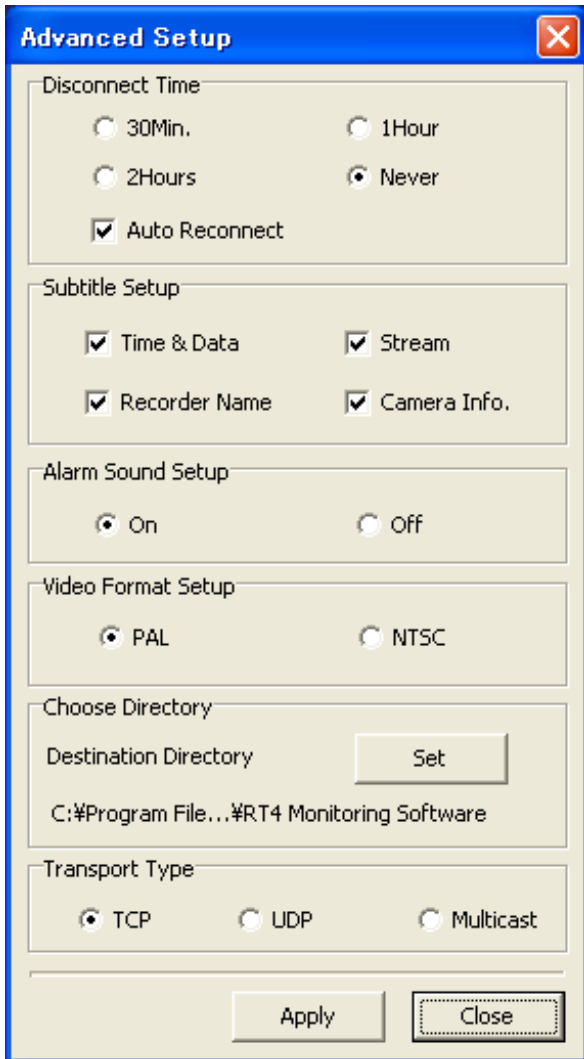 Advanced Setup
Disconnect Time
30Min. 1Hour
2Hours Never
Auto Reconnect
Subtitle Setup
Time & Data Stream
Recorder Name Camera Info.
Alarm Sound Setup
On Off
Video Format Setup
PAL NTSC
Choose Directory
Destination Directory Set
C:¥Program File...¥RT4 Monitoring Software
Transport Type
TCP UDP Multicast
Apply Close